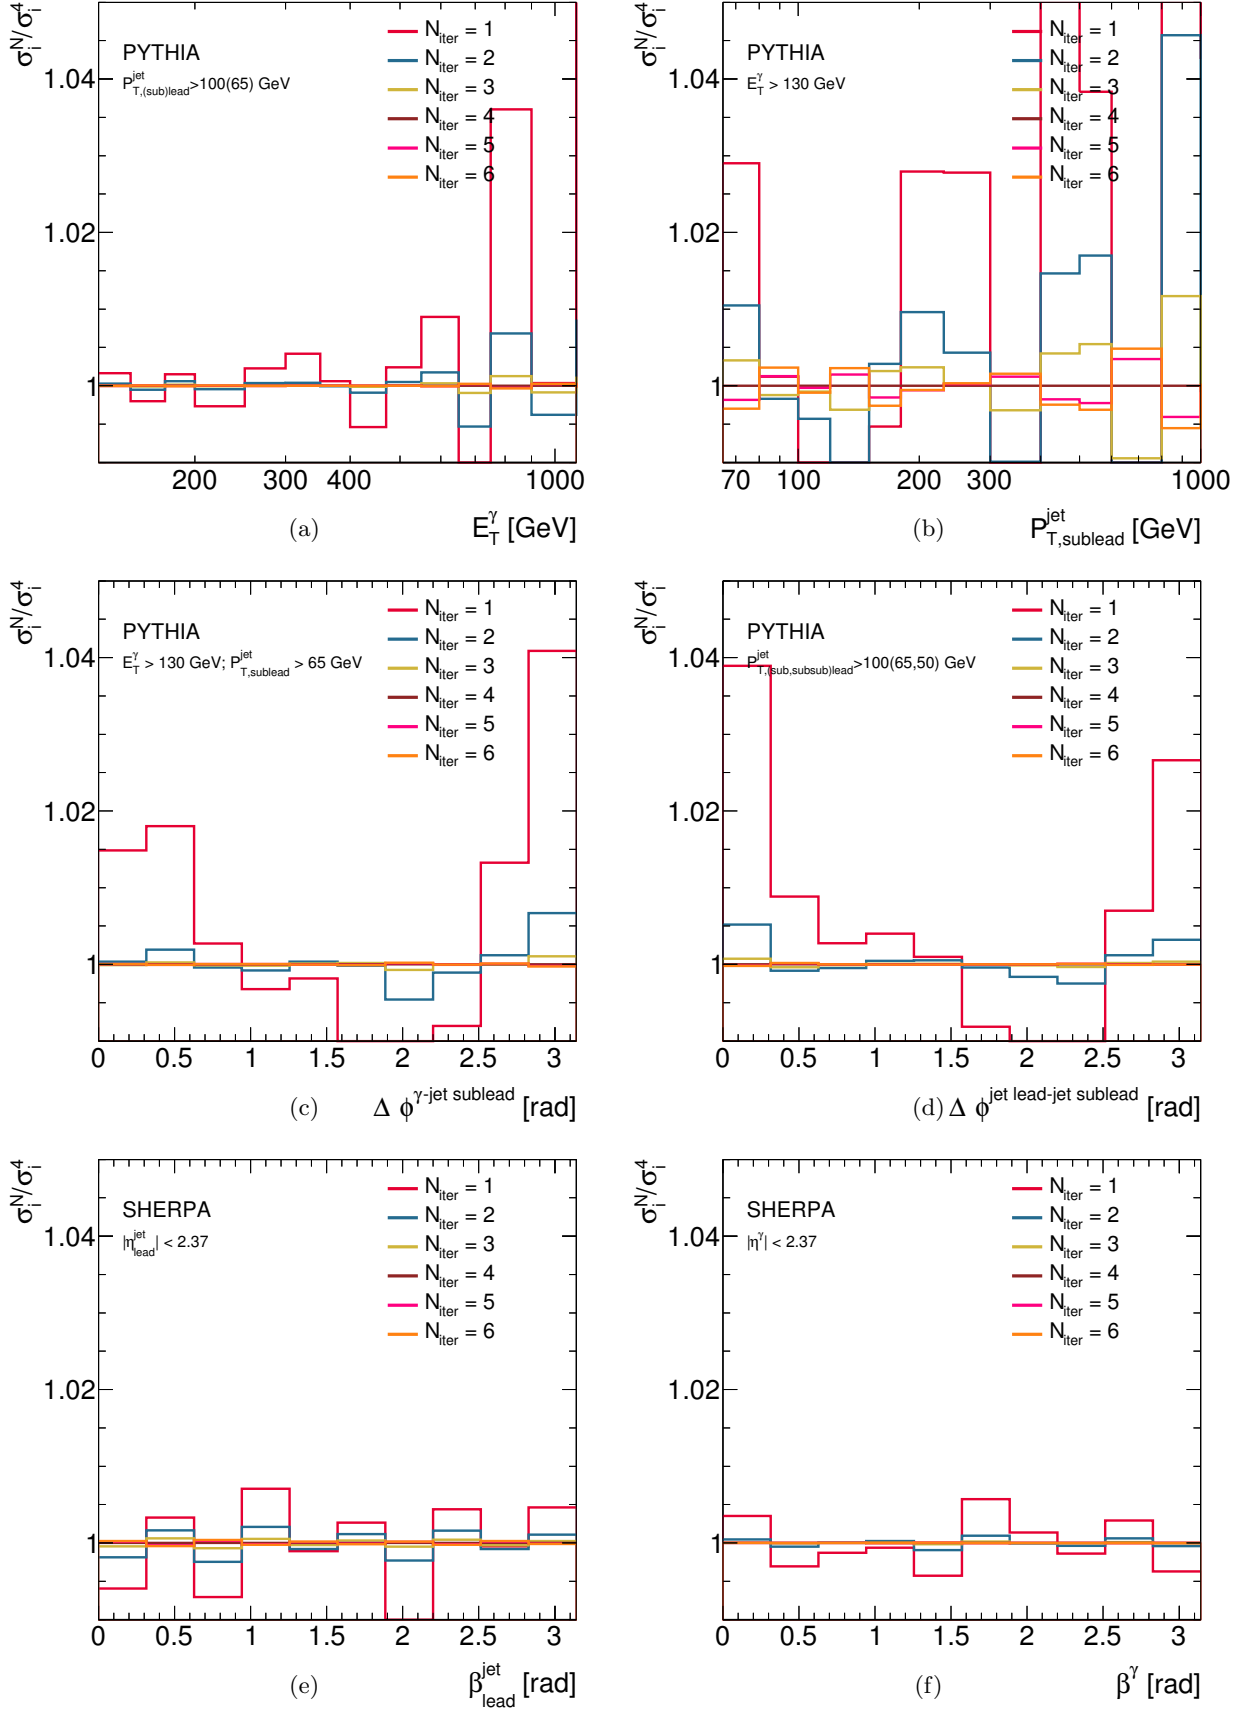 σ_i^N/σ_i^4
1.04
1.02
1
PYTHIA
P_{T,(sub)lead}^{jet}>100(65) GeV
N_iter = 1
N_iter = 2
N_iter = 3
N_iter = 4
N_iter = 5
N_iter = 6
200 300 400 1000
(a) E_T^γ [GeV]
σ_i^N/σ_i^4
1.04
1.02
1
PYTHIA
E_T^γ > 130 GeV
N_iter = 1
N_iter = 2
N_iter = 3
N_iter = 4
N_iter = 5
N_iter = 6
70 100 200 300 1000
(b) P_{T,sublead}^{jet} [GeV]
σ_i^N/σ_i^4
1.04
1.02
1
PYTHIA
E_T^γ > 130 GeV; P_{T,sublead}^{jet} > 65 GeV
N_iter = 1
N_iter = 2
N_iter = 3
N_iter = 4
N_iter = 5
N_iter = 6
0 0.5 1 1.5 2 2.5 3
(c) Δ ϕ^{γ-jet sublead} [rad]
σ_i^N/σ_i^4
1.04
1.02
1
PYTHIA
P_{T,(sub,subsub)lead}^{jet}>100(65,50) GeV
N_iter = 1
N_iter = 2
N_iter = 3
N_iter = 4
N_iter = 5
N_iter = 6
0 0.5 1 1.5 2 2.5 3
(d) Δ ϕ^{jet lead-jet sublead} [rad]
σ_i^N/σ_i^4
1.04
1.02
1
SHERPA
|η_{lead}^{jet}| < 2.37
N_iter = 1
N_iter = 2
N_iter = 3
N_iter = 4
N_iter = 5
N_iter = 6
0 0.5 1 1.5 2 2.5 3
(e) β_{lead}^{jet} [rad]
σ_i^N/σ_i^4
1.04
1.02
1
SHERPA
|η^γ| < 2.37
N_iter = 1
N_iter = 2
N_iter = 3
N_iter = 4
N_iter = 5
N_iter = 6
0 0.5 1 1.5 2 2.5 3
(f) β^γ [rad]